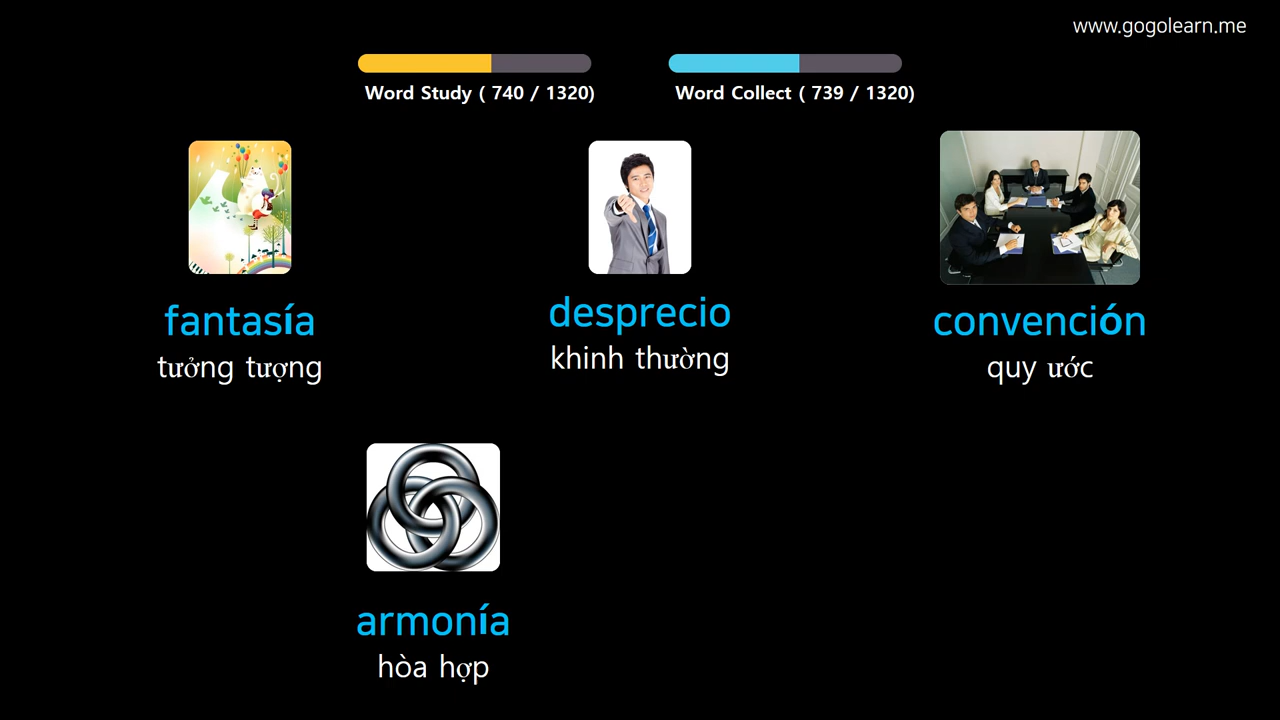 www.gogolearn.me
Word Study ( 740 / 1320)
Word Collect ( 739 / 1320)
fantasía
tưởng tượng
desprecio
khinh thường
convención
quy ước
armonía
hòa hợp